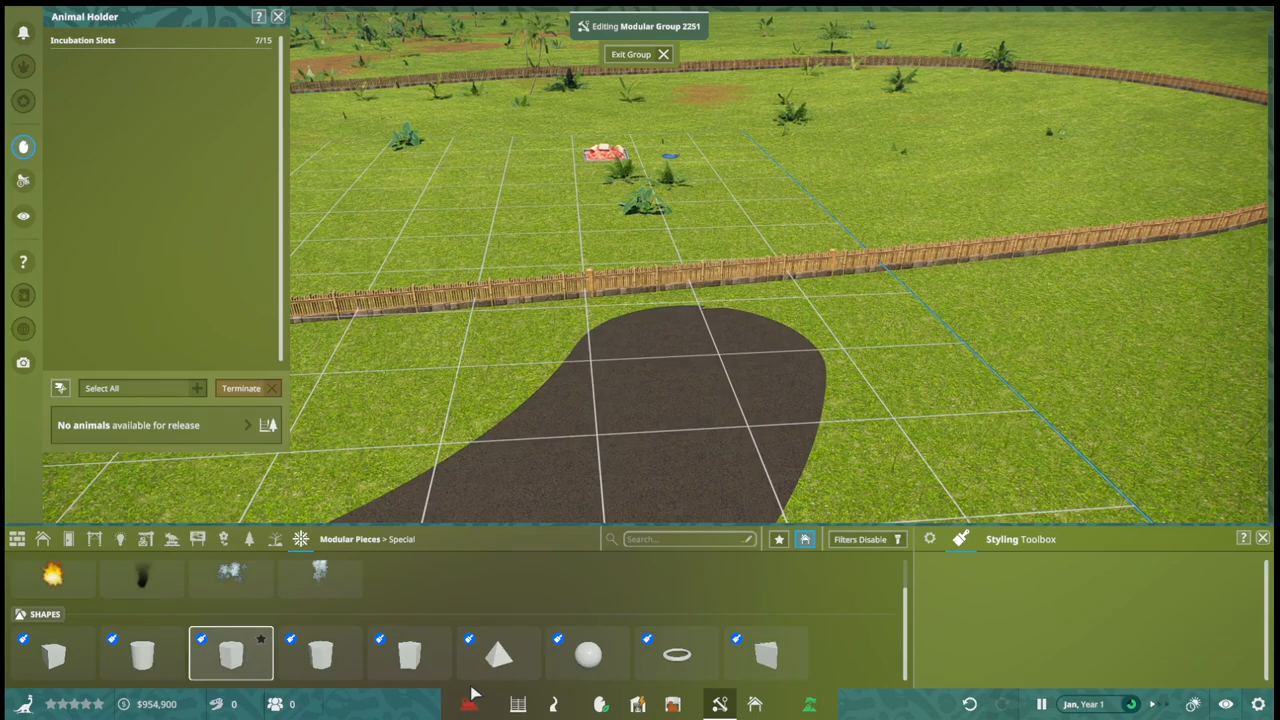 Animal Holder ?
Incubation Slots 7/15
Editing Modular Group 2251
Exit Group
?
Select All
Terminate
No animals available for release
Modular Pieces > Special
Search...
Filters Disable
Styling Toolbox ?
SHAPES
$954,900
0
0
Jan, Year 1